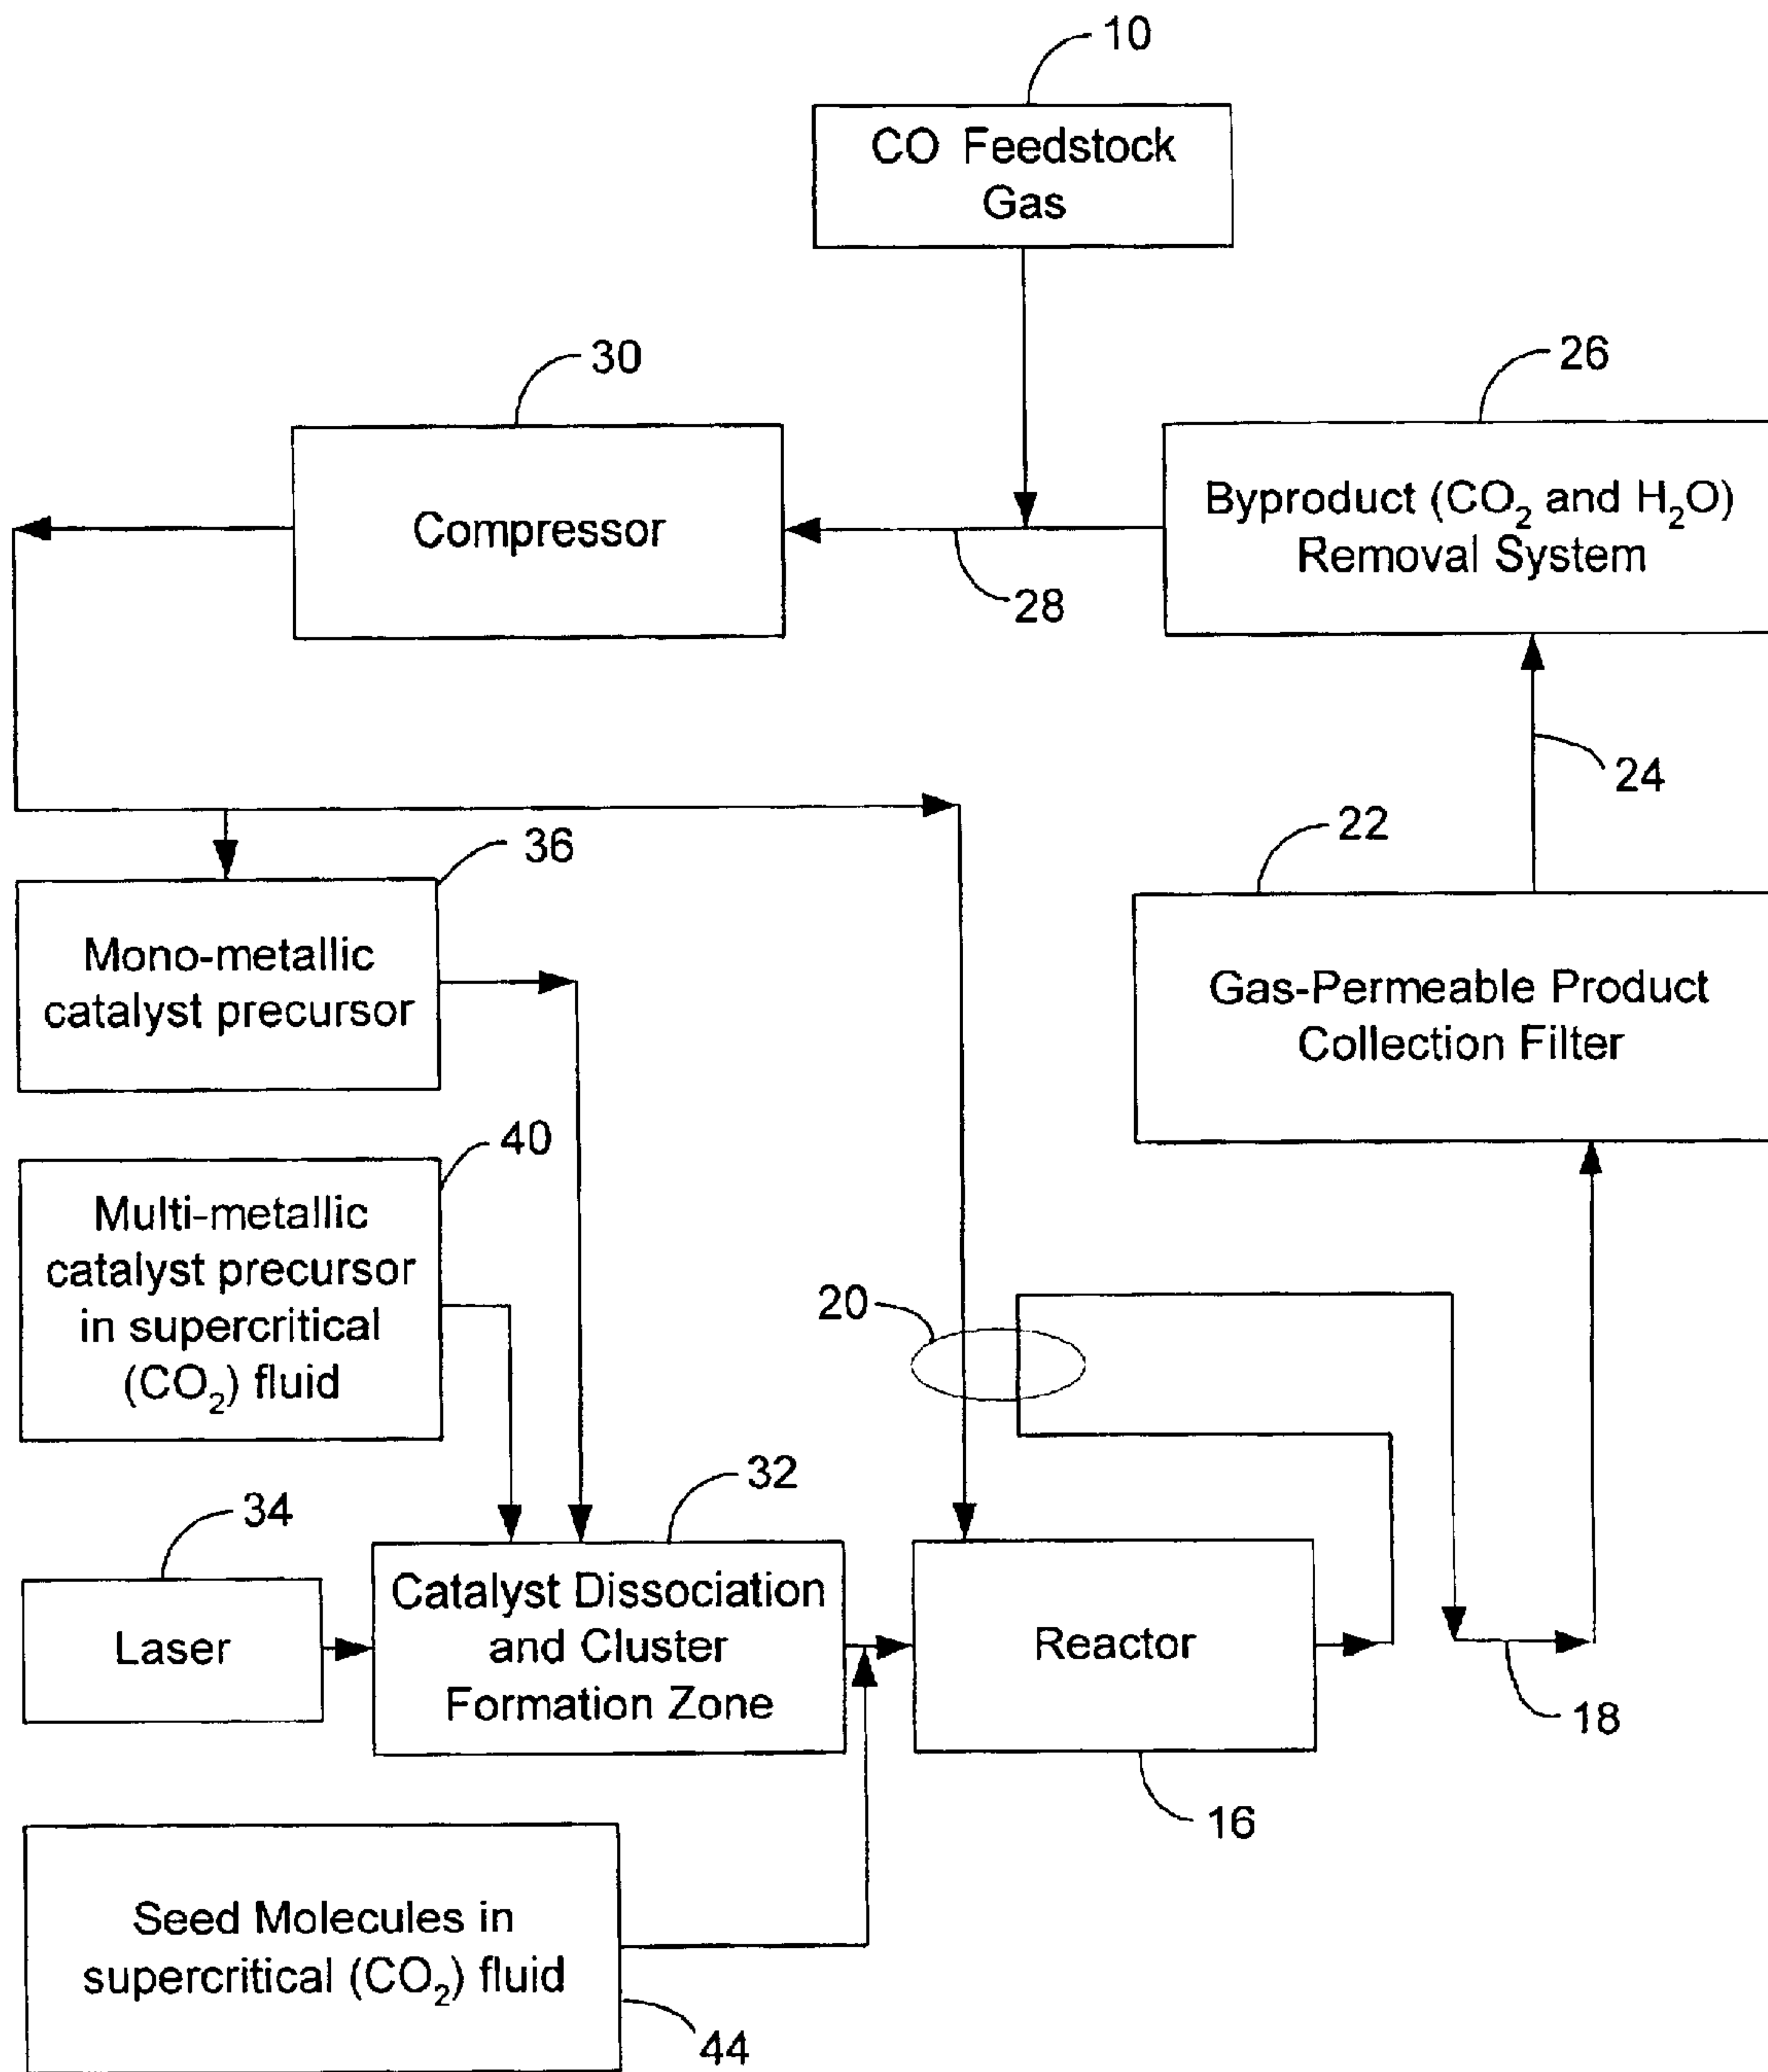 10
CO Feedstock
Gas
30
26
Compressor
Byproduct (CO₂ and H₂O)
Removal System
28
24
36
22
Mono-metallic
catalyst precursor
Gas-Permeable Product
Collection Filter
40
Multi-metallic
catalyst precursor
in supercritical
(CO₂) fluid
20
34
32
Laser
Catalyst Dissociation
and Cluster
Formation Zone
Reactor
18
16
Seed Molecules in
supercritical (CO₂) fluid
44